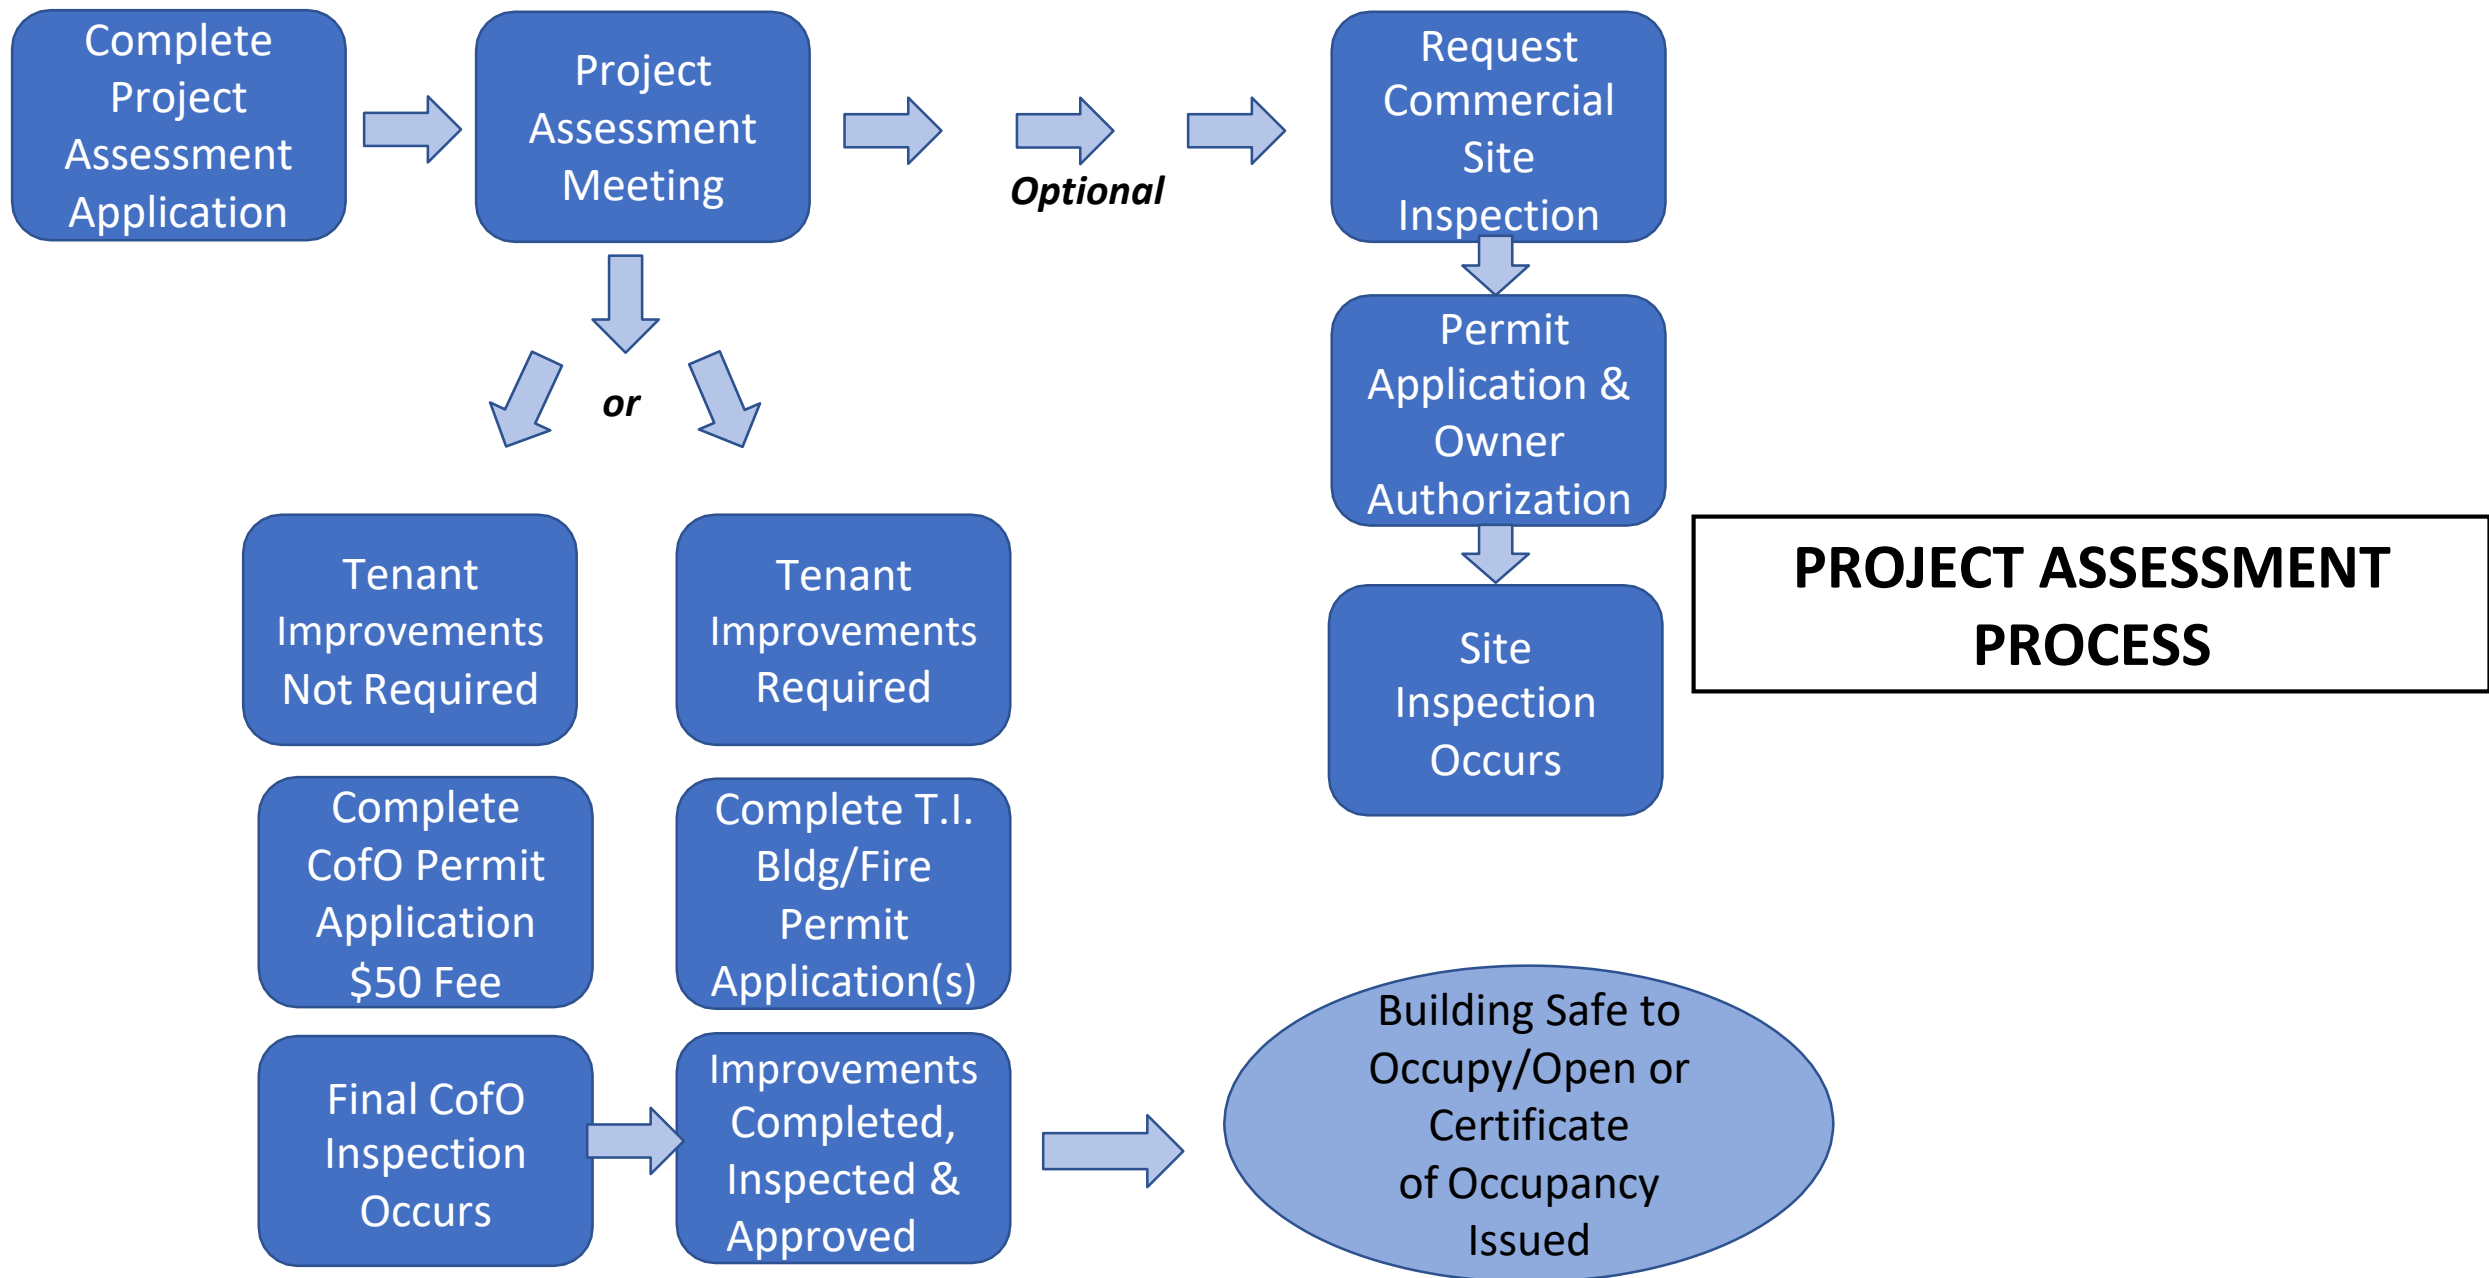 Complete
Project
Assessment
Application
Project
Assessment
Meeting
Optional
Request
Commercial
Site
Inspection
or
Permit
Application &
Owner
Authorization
Tenant
Improvements
Not Required
Tenant
Improvements
Required
Site
Inspection
Occurs
PROJECT ASSESSMENT
PROCESS
Complete
CofO Permit
Application
$50 Fee
Complete T.I.
Bldg/Fire
Permit
Application(s)
Final CofO
Inspection
Occurs
Improvements
Completed,
Inspected &
Approved
Building Safe to
Occupy/Open or
Certificate
of Occupancy
Issued